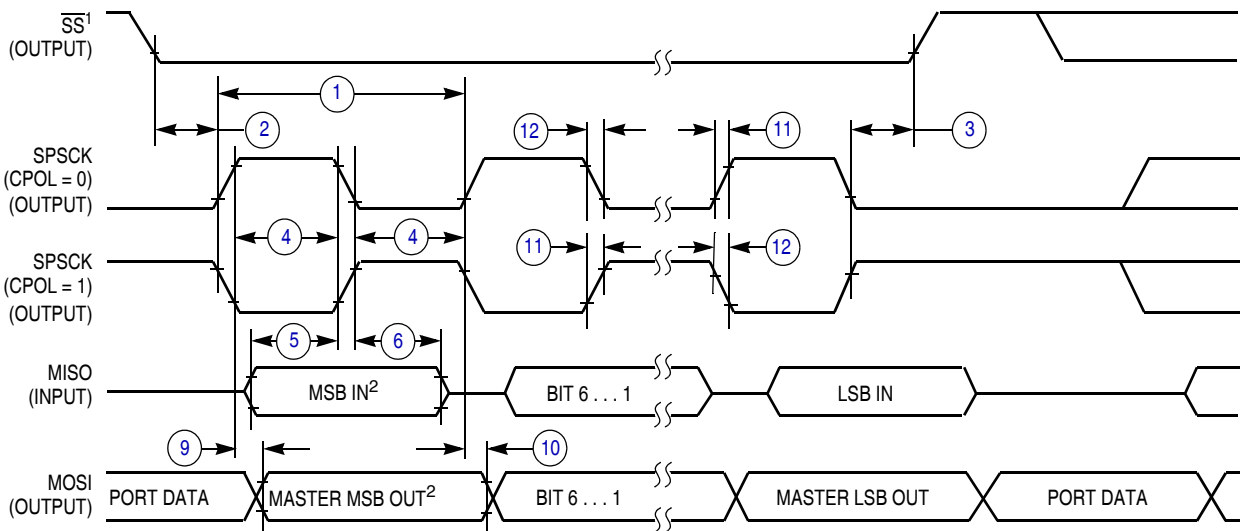 SS¹
(OUTPUT)
1
2
12
11
3
SPSCK
(CPOL = 0)
(OUTPUT)
4
4
11
12
SPSCK
(CPOL = 1)
(OUTPUT)
5
6
MISO
(INPUT)
MSB IN²
BIT 6 . . . 1
LSB IN
9
10
MOSI
(OUTPUT)
PORT DATA
MASTER MSB OUT²
BIT 6 . . . 1
MASTER LSB OUT
PORT DATA